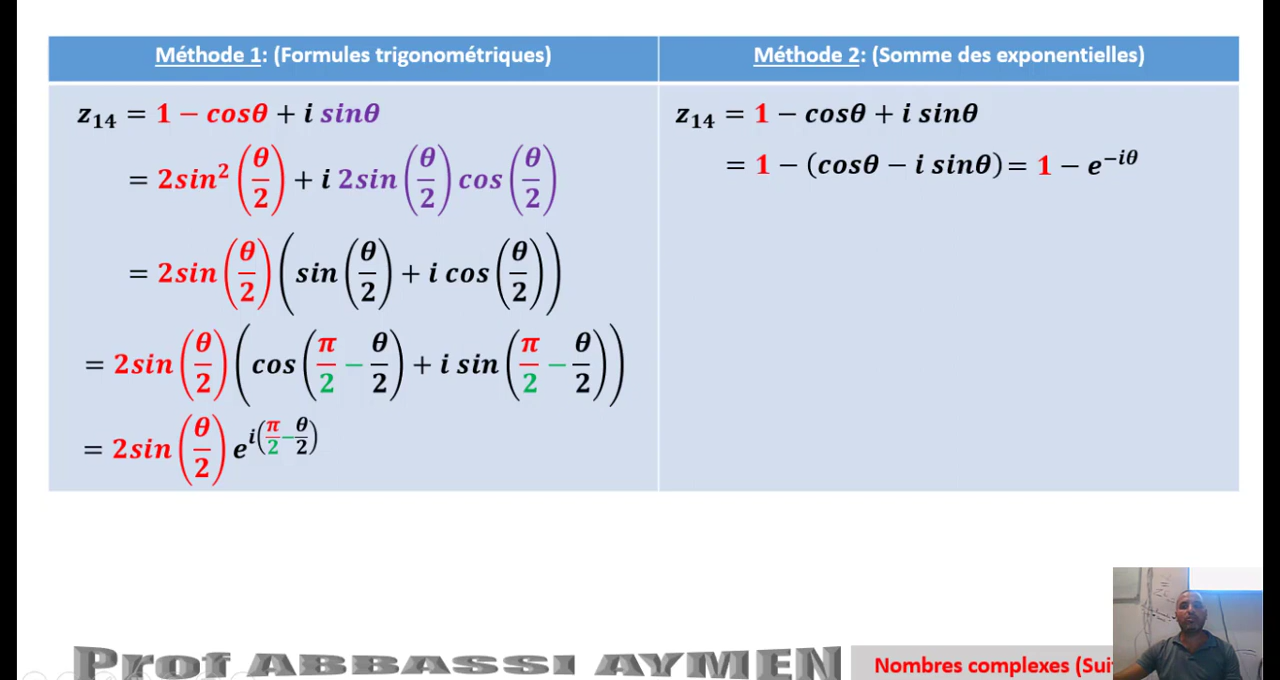 Méthode 1: (Formules trigonométriques)
z₁₄ = 1 − cosθ + i sinθ
= 2sin² (θ/2) + i 2sin (θ/2) cos (θ/2)
= 2sin (θ/2) (sin (θ/2) + i cos (θ/2))
= 2sin (θ/2) (cos (π/2 − θ/2) + i sin (π/2 − θ/2))
= 2sin (θ/2) e^{i(π/2 − θ/2)}
Méthode 2: (Somme des exponentielles)
z₁₄ = 1 − cosθ + i sinθ
= 1 − (cosθ − i sinθ) = 1 − e^{−iθ}
Prof ABBASSI AYMEN
Nombres complexes (Sui